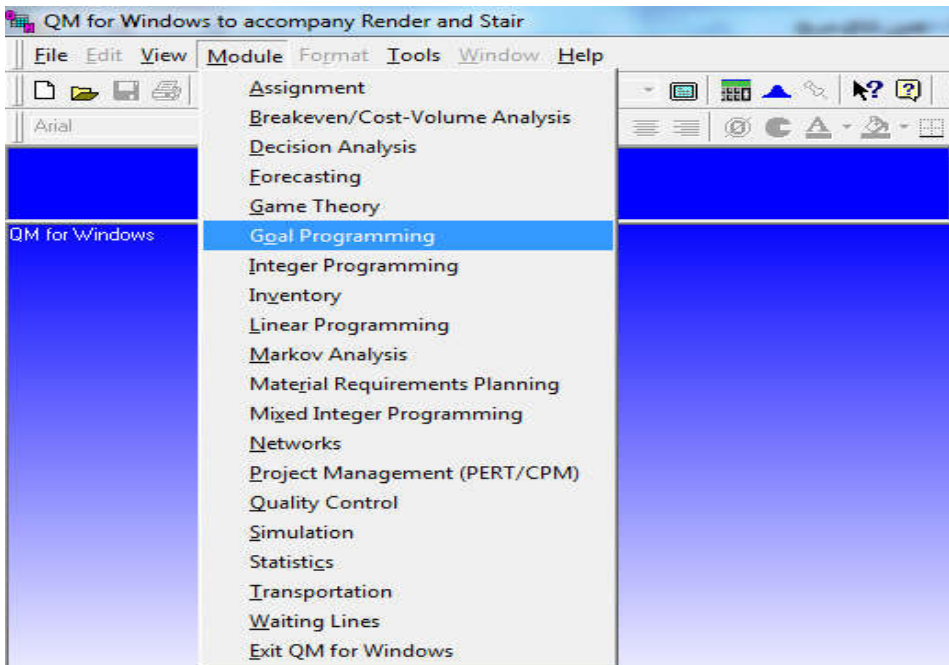 QM for Windows to accompany Render and Stair
File Edit View Module Format Tools Window Help
Arial
QM for Windows
Assignment
Breakeven/Cost-Volume Analysis
Decision Analysis
Forecasting
Game Theory
Goal Programming
Integer Programming
Inventory
Linear Programming
Markov Analysis
Material Requirements Planning
Mixed Integer Programming
Networks
Project Management (PERT/CPM)
Quality Control
Simulation
Statistics
Transportation
Waiting Lines
Exit QM for Windows